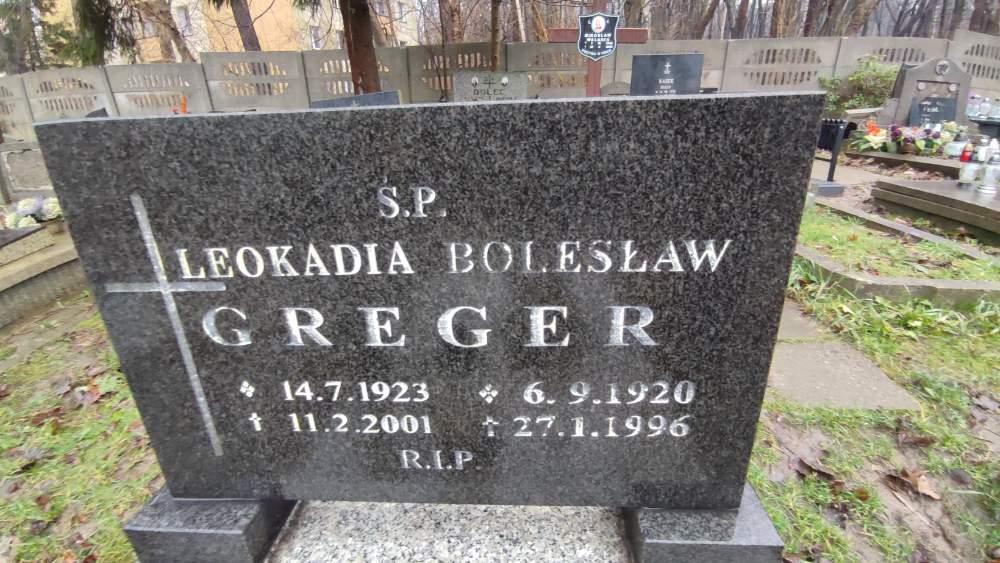 Ś.P.
LEOKADIA BOLESŁAW
GREGER
14.7.1923 6.9.1920
11.2.2001 27.1.1996
R.I.P.